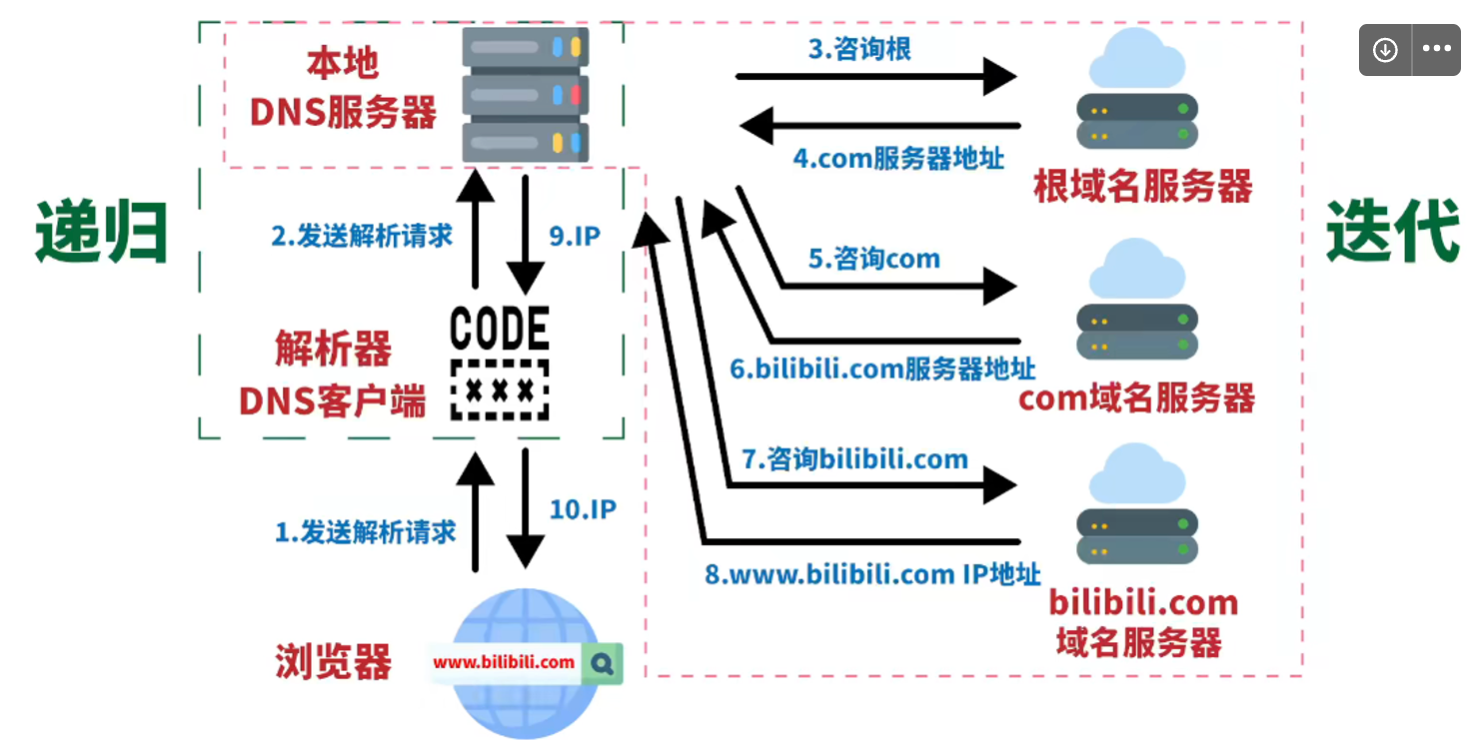 本地
DNS服务器
3.咨询根
4.com服务器地址
根域名服务器
递归
迭代
2.发送解析请求
9.IP
5.咨询com
6.bilibili.com服务器地址
com域名服务器
CODE
解析器
DNS客户端
7.咨询bilibili.com
1.发送解析请求
10.IP
8.www.bilibili.com IP地址
bilibili.com
域名服务器
浏览器
www.bilibili.com